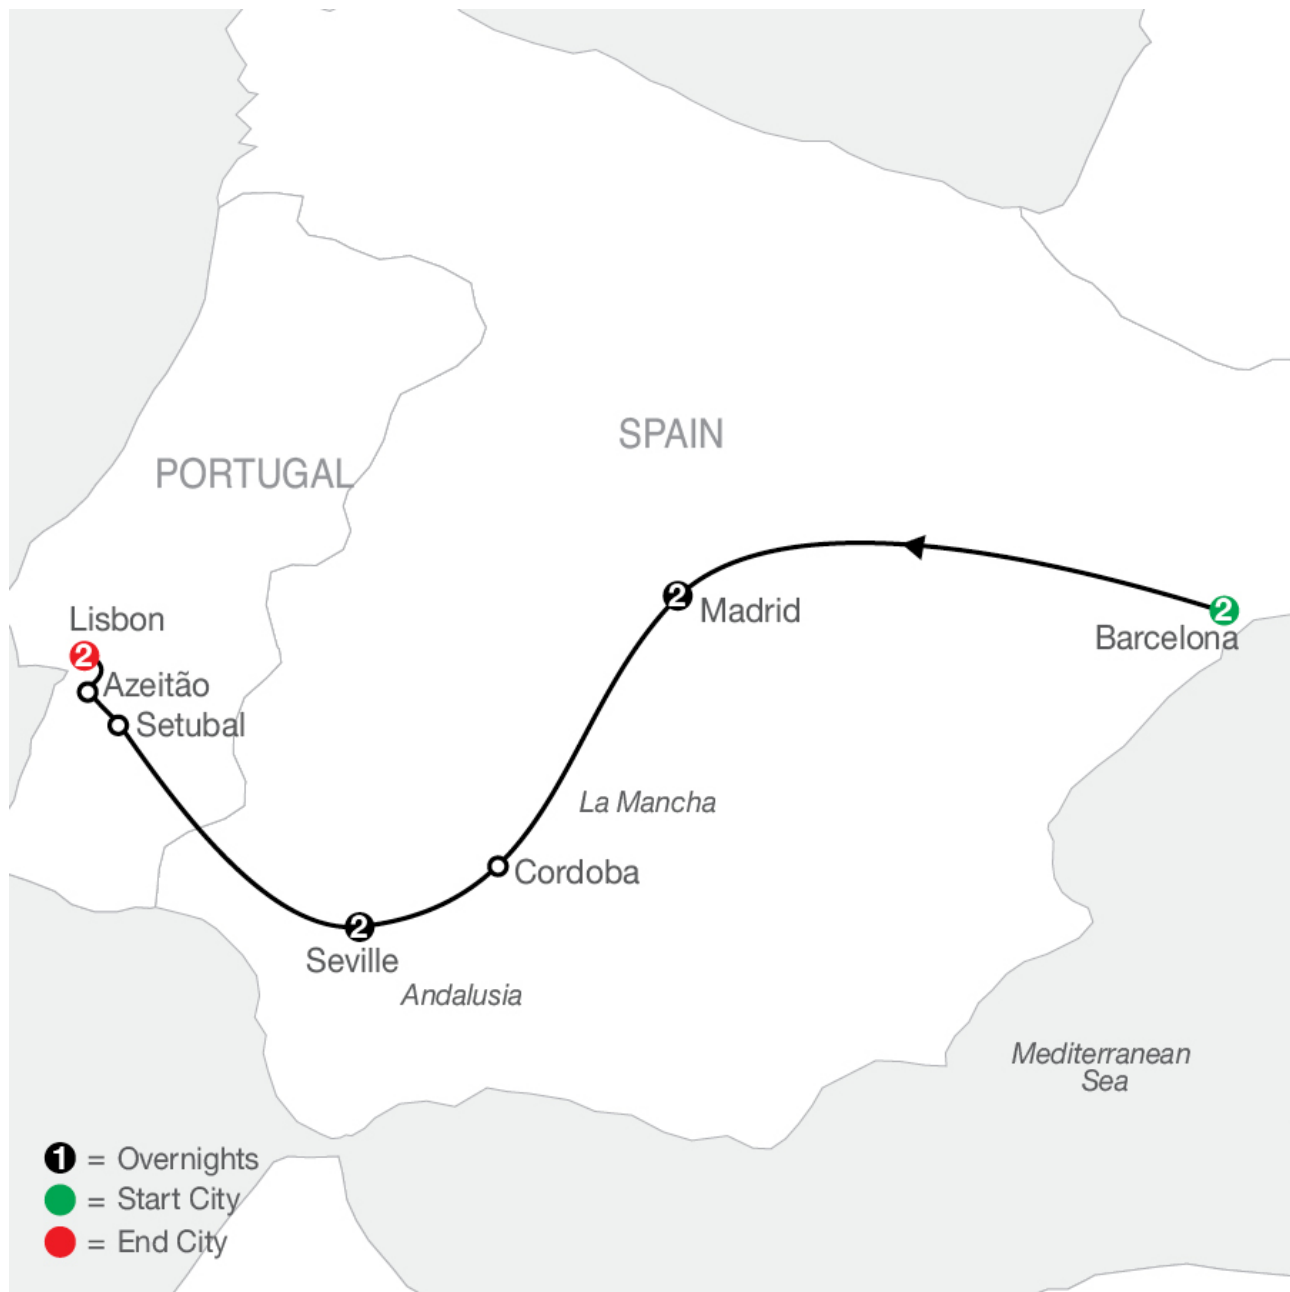 SPAIN
PORTUGAL
2
Madrid
2
Barcelona
Lisbon
2
Azeitão
Setubal
La Mancha
Cordoba
2
Seville
Andalusia
Mediterranean
Sea
1 = Overnights
= Start City
= End City